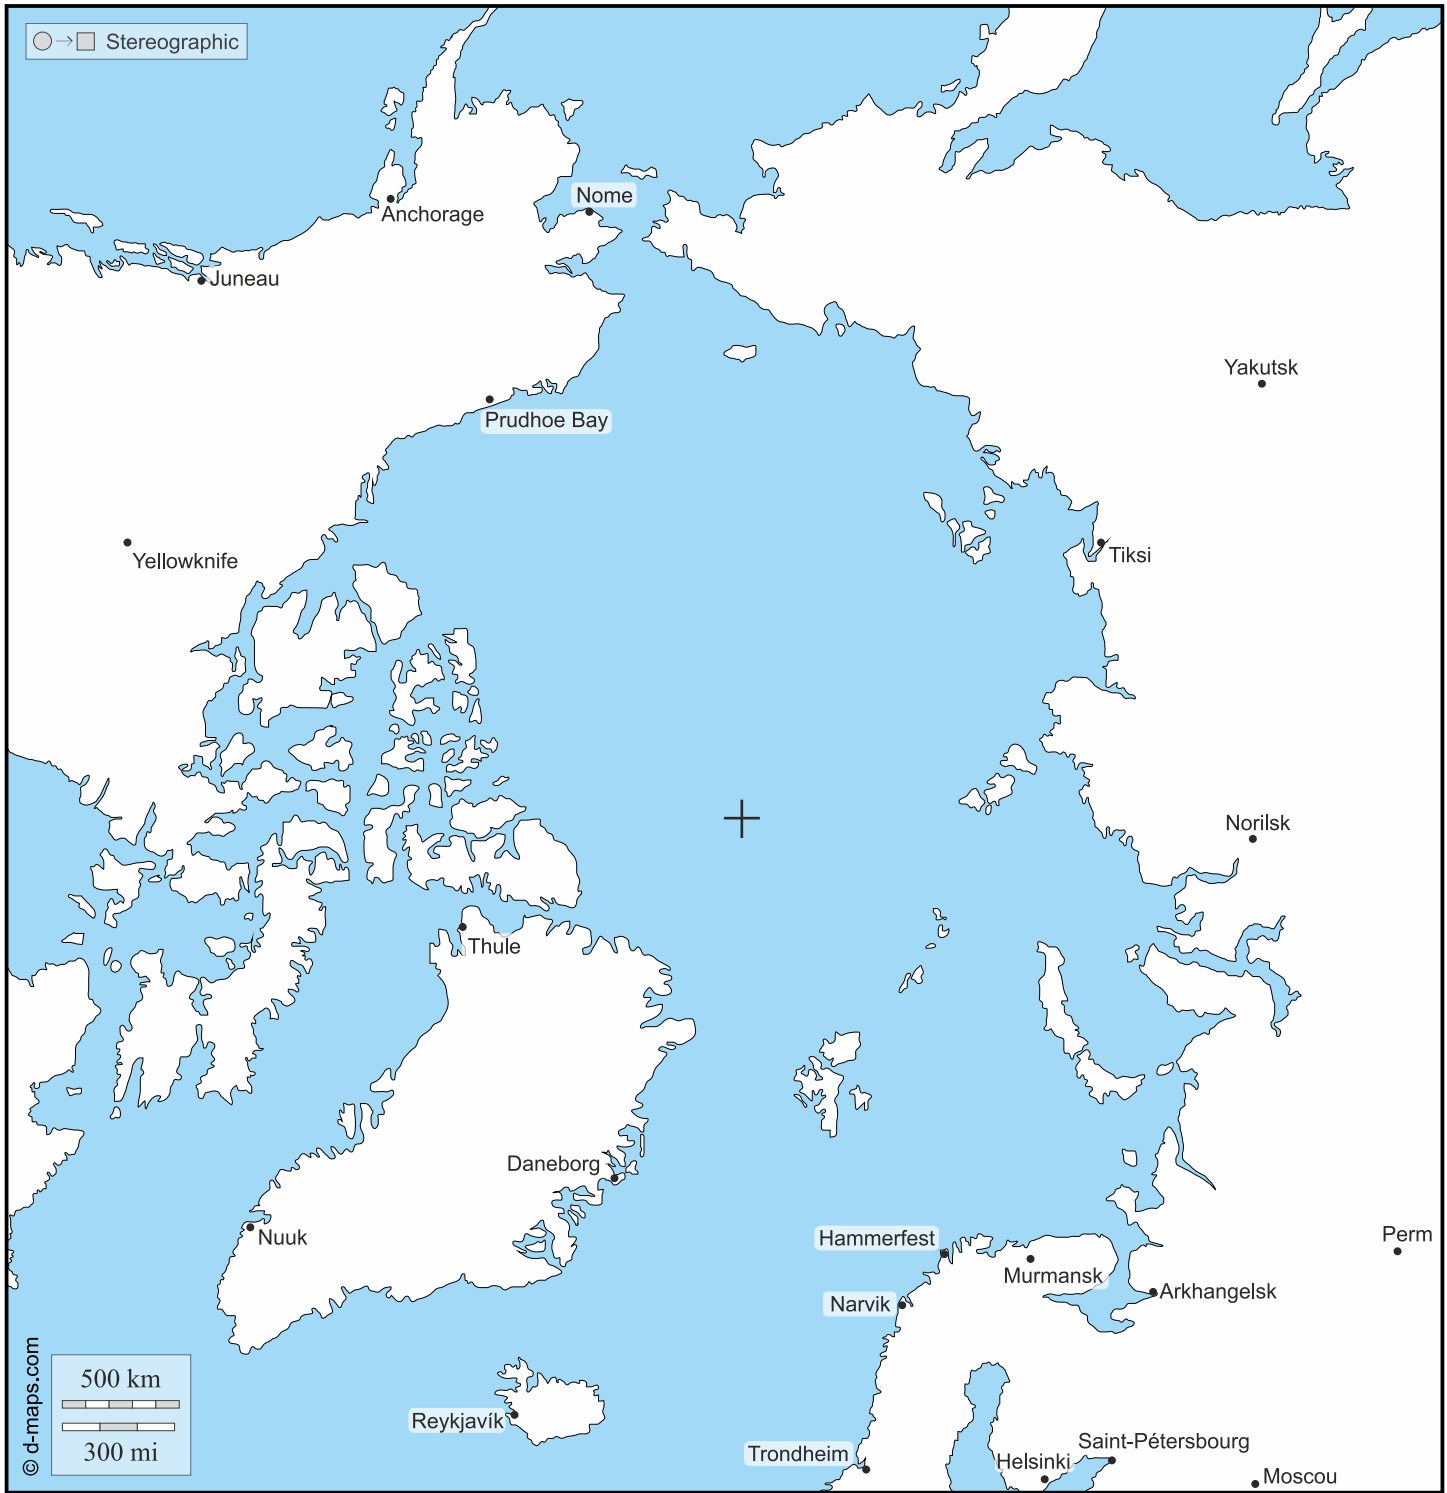 Stereographic
Nome
Anchorage
Juneau
Yakutsk
Prudhoe Bay
Yellowknife
Tiksi
Norilsk
Thule
Daneborg
Nuuk
Hammerfest
Perm
Murmansk
Narvik
Arkhangelsk
500 km
300 mi
© d-maps.com
Reykjavík
Trondheim
Saint-Pétersbourg
Helsinki
Moscou